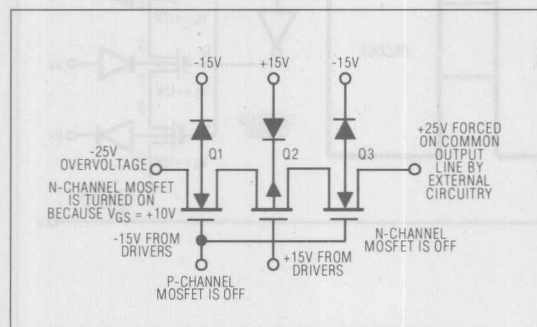 -15V
+15V
-15V
-25V
OVERVOLTAGE
Q1
Q2
Q3
+25V FORCED
ON COMMON
OUTPUT
LINE BY
EXTERNAL
CIRCUITRY
N-CHANNEL MOSFET
IS TURNED ON
BECAUSE VGS = +10V
-15V FROM
DRIVERS
+15V FROM
DRIVERS
N-CHANNEL
MOSFET IS OFF
P-CHANNEL
MOSFET IS OFF